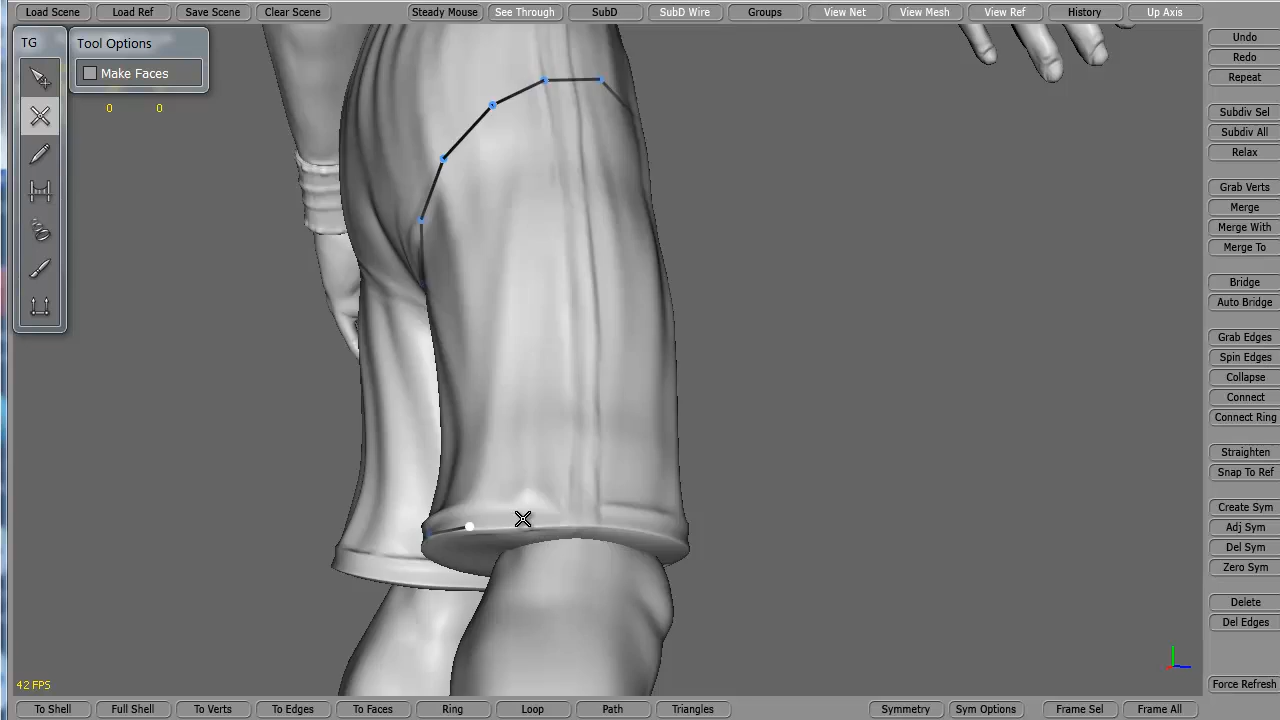 Load Scene Load Ref Save Scene Clear Scene Steady Mouse See Through SubD SubD Wire Groups View Net View Mesh View Ref History Up Axis
TG
Tool Options
Make Faces
0 0
Undo
Redo
Repeat
Subdiv Sel
Subdiv All
Relax
Grab Verts
Merge
Merge With
Merge To
Bridge
Auto Bridge
Grab Edges
Spin Edges
Collapse
Connect
Connect Ring
Straighten
Snap To Ref
Create Sym
Adj Sym
Del Sym
Zero Sym
Delete
Del Edges
Force Refresh
42 FPS
To Shell Full Shell To Verts To Edges To Faces Ring Loop Path Triangles Symmetry Sym Options Frame Sel Frame All